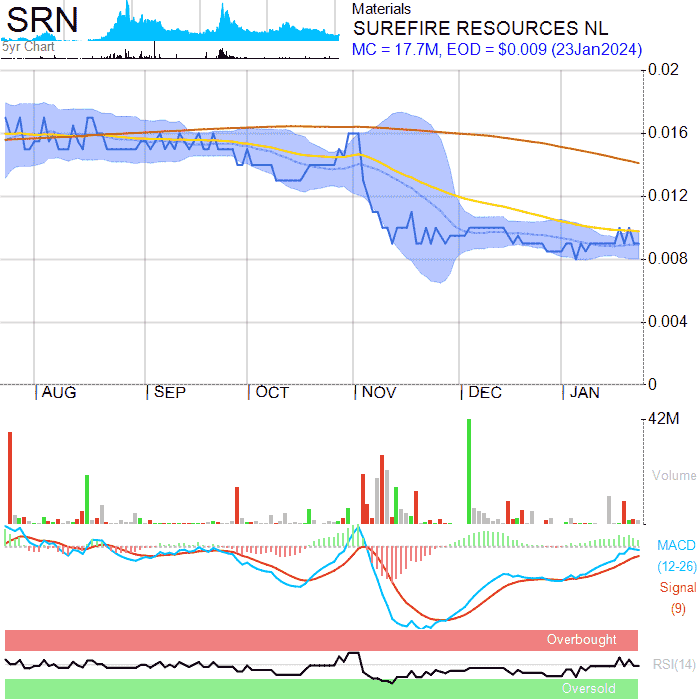 SRN
5yr Chart
Materials
SUREFIRE RESOURCES NL
MC = 17.7M, EOD = $0.009 (23Jan2024)
0.02
0.016
0.012
0.008
0.004
0
AUG SEP OCT NOV DEC JAN
42M
Volume
MACD
(12-26)
Signal
(9)
Overbought
RSI(14)
Oversold